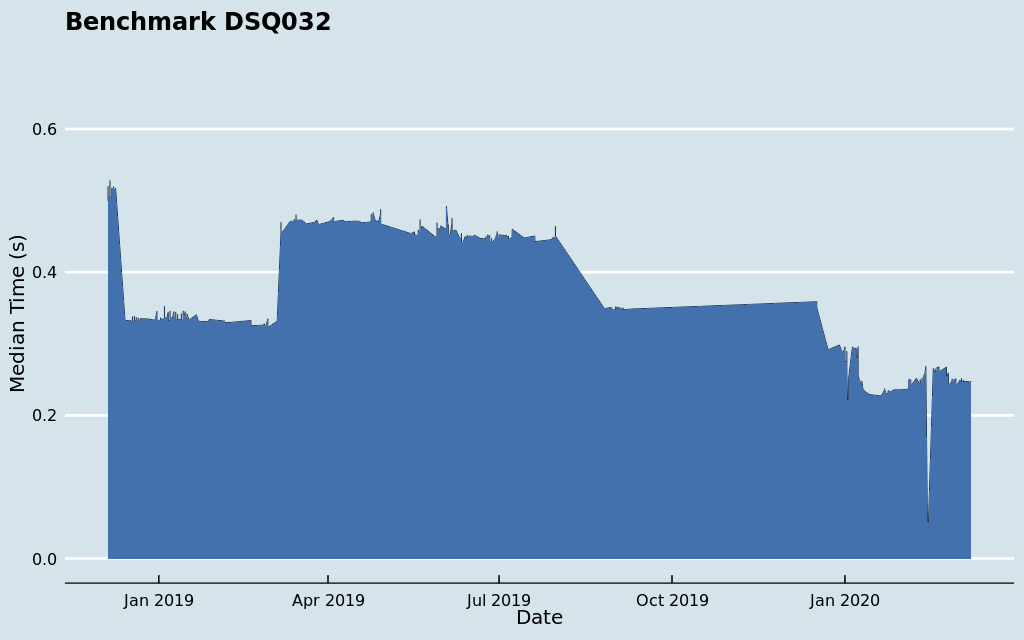 Benchmark DSQ032
Median Time (s)
0.6
0.4
0.2
0.0
Jan 2019
Apr 2019
Jul 2019
Oct 2019
Jan 2020
Date